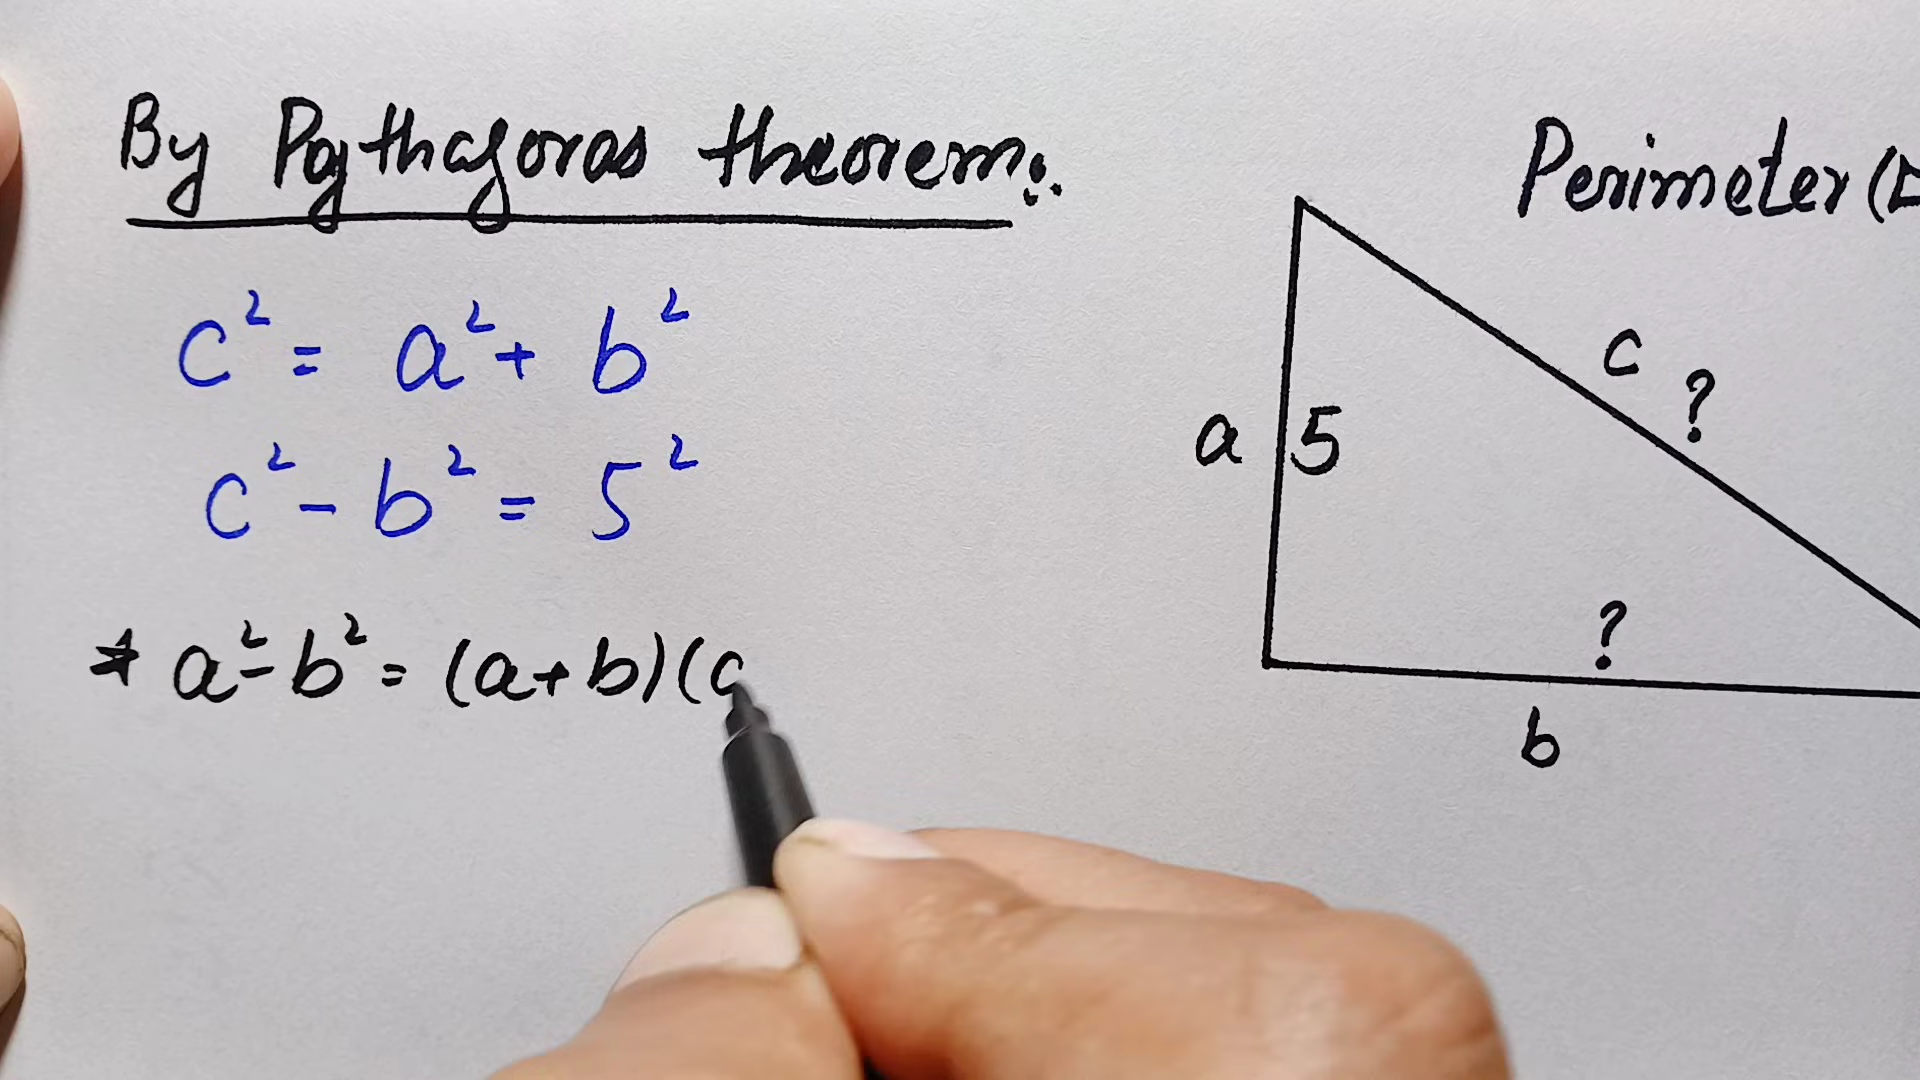 By Pythagoras theorem:.
c² = a² + b²
c² - b² = 5²
* a² - b² = (a + b)(a
Perimeter (
a 5
c ?
?
b